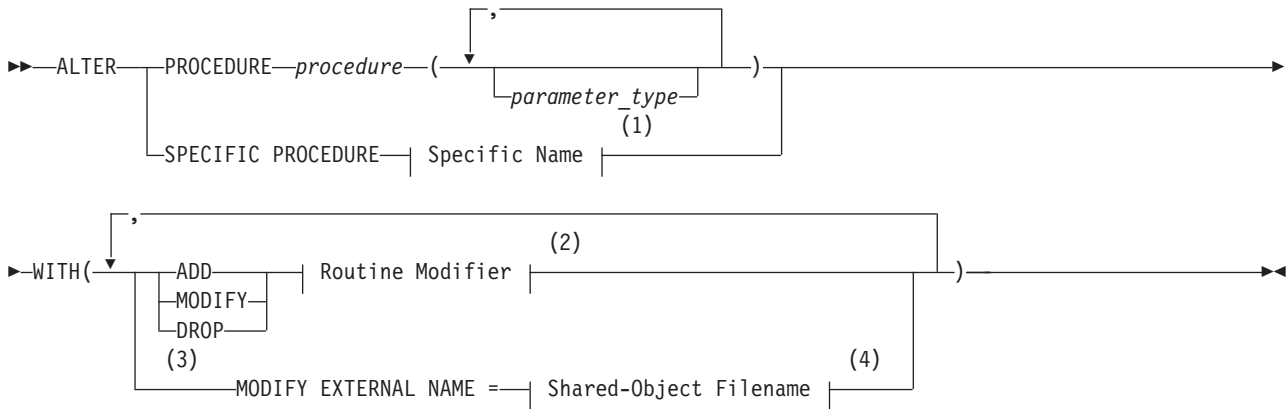 ,
ALTER PROCEDURE procedure ( )
parameter_type
(1)
SPECIFIC PROCEDURE Specific Name
,
(2)
WITH( ADD Routine Modifier )
MODIFY
DROP
(3) (4)
MODIFY EXTERNAL NAME = Shared-Object Filename